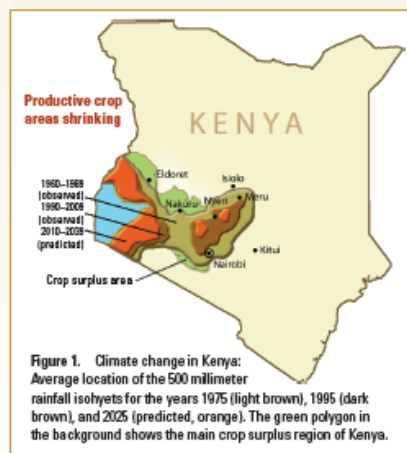 Productive crop
areas shrinking
KENYA
Eldoret
Isiolo
1960–1969
(observed)
1990–2009
(observed)
2010–2039
(predicted)
Nakuru
Nyeri
Meru
Kitui
Nairobi
Crop surplus area
Figure 1. Climate change in Kenya:
Average location of the 500 millimeter
rainfall isohyets for the years 1975 (light brown), 1995 (dark
brown), and 2025 (predicted, orange). The green polygon in
the background shows the main crop surplus region of Kenya.